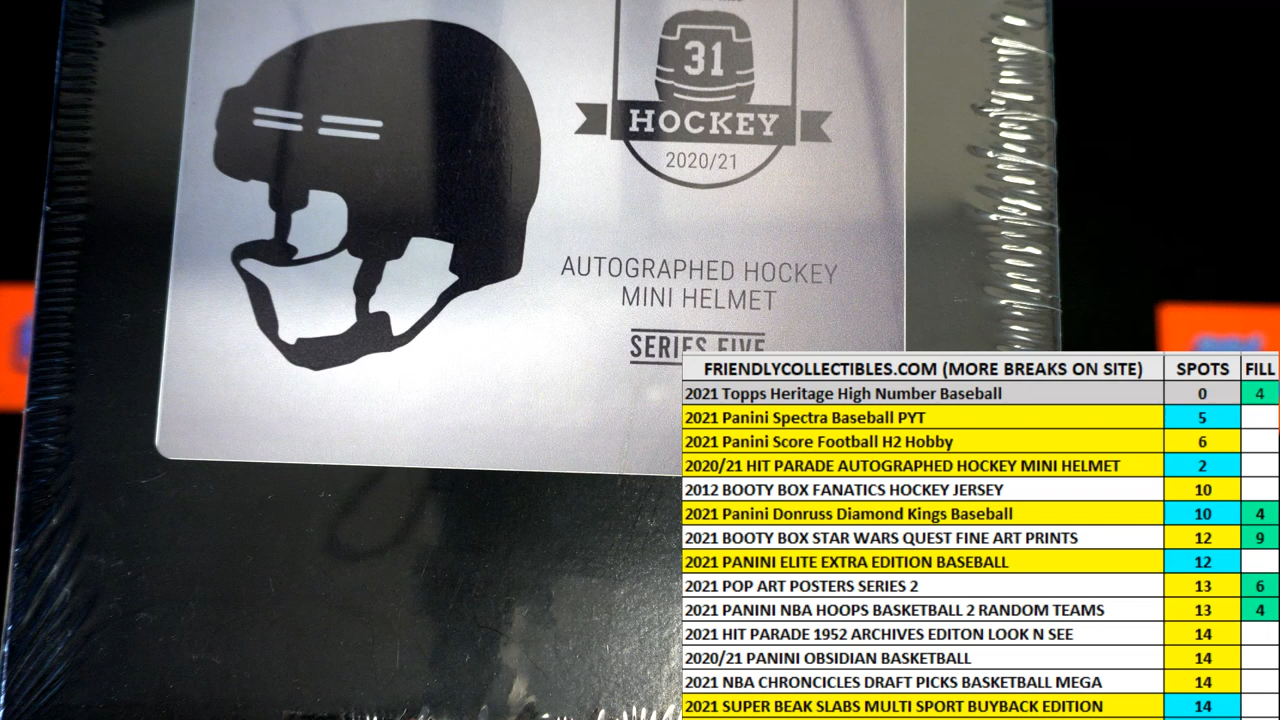 31
HOCKEY
2020/21
AUTOGRAPHED HOCKEY
MINI HELMET
SERIES FIVE
FRIENDLYCOLLECTIBLES.COM (MORE BREAKS ON SITE) SPOTS FILL
2021 Topps Heritage High Number Baseball 0 4
2021 Panini Spectra Baseball PYT 5
2021 Panini Score Football H2 Hobby 6
2020/21 HIT PARADE AUTOGRAPHED HOCKEY MINI HELMET 2
2012 BOOTY BOX FANATICS HOCKEY JERSEY 10
2021 Panini Donruss Diamond Kings Baseball 10 4
2021 BOOTY BOX STAR WARS QUEST FINE ART PRINTS 12 9
2021 PANINI ELITE EXTRA EDITION BASEBALL 12
2021 POP ART POSTERS SERIES 2 13 6
2021 PANINI NBA HOOPS BASKETBALL 2 RANDOM TEAMS 13 4
2021 HIT PARADE 1952 ARCHIVES EDITON LOOK N SEE 14
2020/21 PANINI OBSIDIAN BASKETBALL 14
2021 NBA CHRONCICLES DRAFT PICKS BASKETBALL MEGA 14
2021 SUPER BEAK SLABS MULTI SPORT BUYBACK EDITION 14